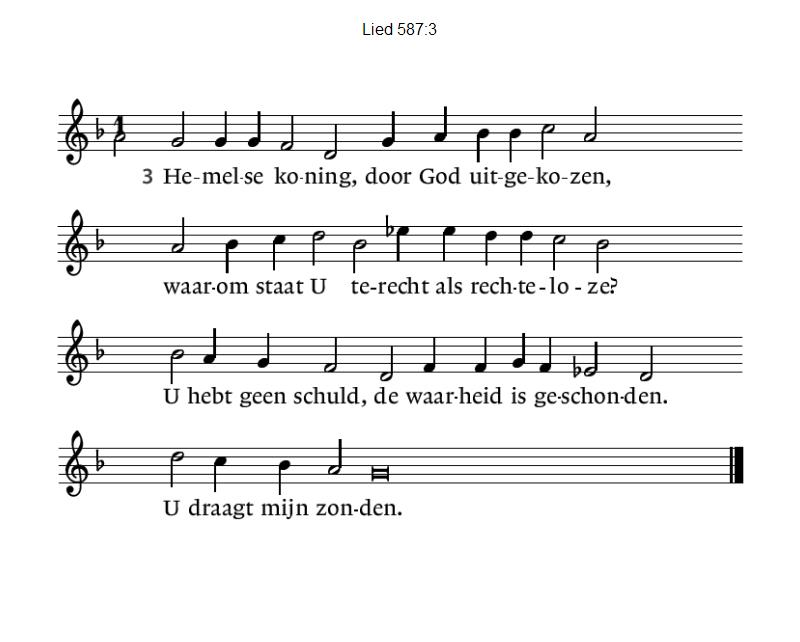 Lied 587:3
1
3 He-mel-se ko-ning, door God uit-ge-ko-zen,
waar-om staat U te-recht als rech-te-lo-ze?
U hebt geen schuld, de waar-heid is ge-schon-den.
U draagt mijn zon-den.